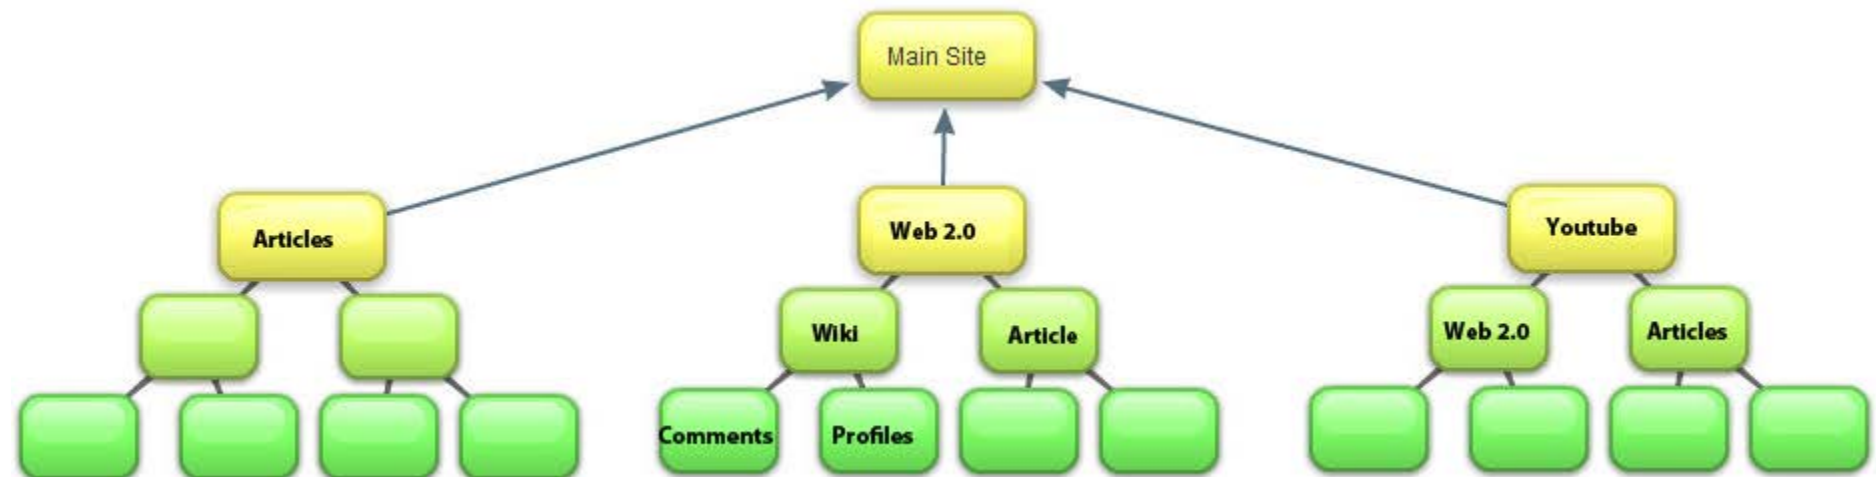 Main Site
Articles
Web 2.0
Youtube
Wiki
Article
Web 2.0
Articles
Comments
Profiles